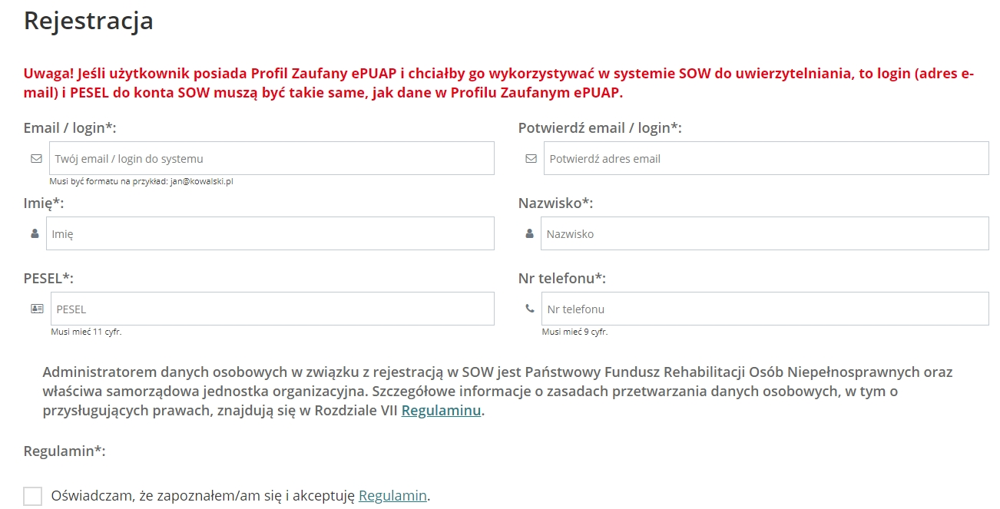 Rejestracja
Uwaga! Jeśli użytkownik posiada Profil Zaufany ePUAP i chciałby go wykorzystywać w systemie SOW do uwierzytelniania, to login (adres e-
mail) i PESEL do konta SOW muszą być takie same, jak dane w Profilu Zaufanym ePUAP.
Email / login*:
Twój email / login do systemu
Musi być formatu na przykład: jan@kowalski.pl
Potwierdź email / login*:
Potwierdź adres email
Imię*:
Imię
Nazwisko*:
Nazwisko
PESEL*:
PESEL
Musi mieć 11 cyfr.
Nr telefonu*:
Nr telefonu
Musi mieć 9 cyfr.
Administratorem danych osobowych w związku z rejestracją w SOW jest Państwowy Fundusz Rehabilitacji Osób Niepełnosprawnych oraz
właściwa samorządowa jednostka organizacyjna. Szczegółowe informacje o zasadach przetwarzania danych osobowych, w tym o
przysługujących prawach, znajdują się w Rozdziale VII Regulaminu.
Regulamin*:
Oświadczam, że zapoznałem/am się i akceptuję Regulamin.